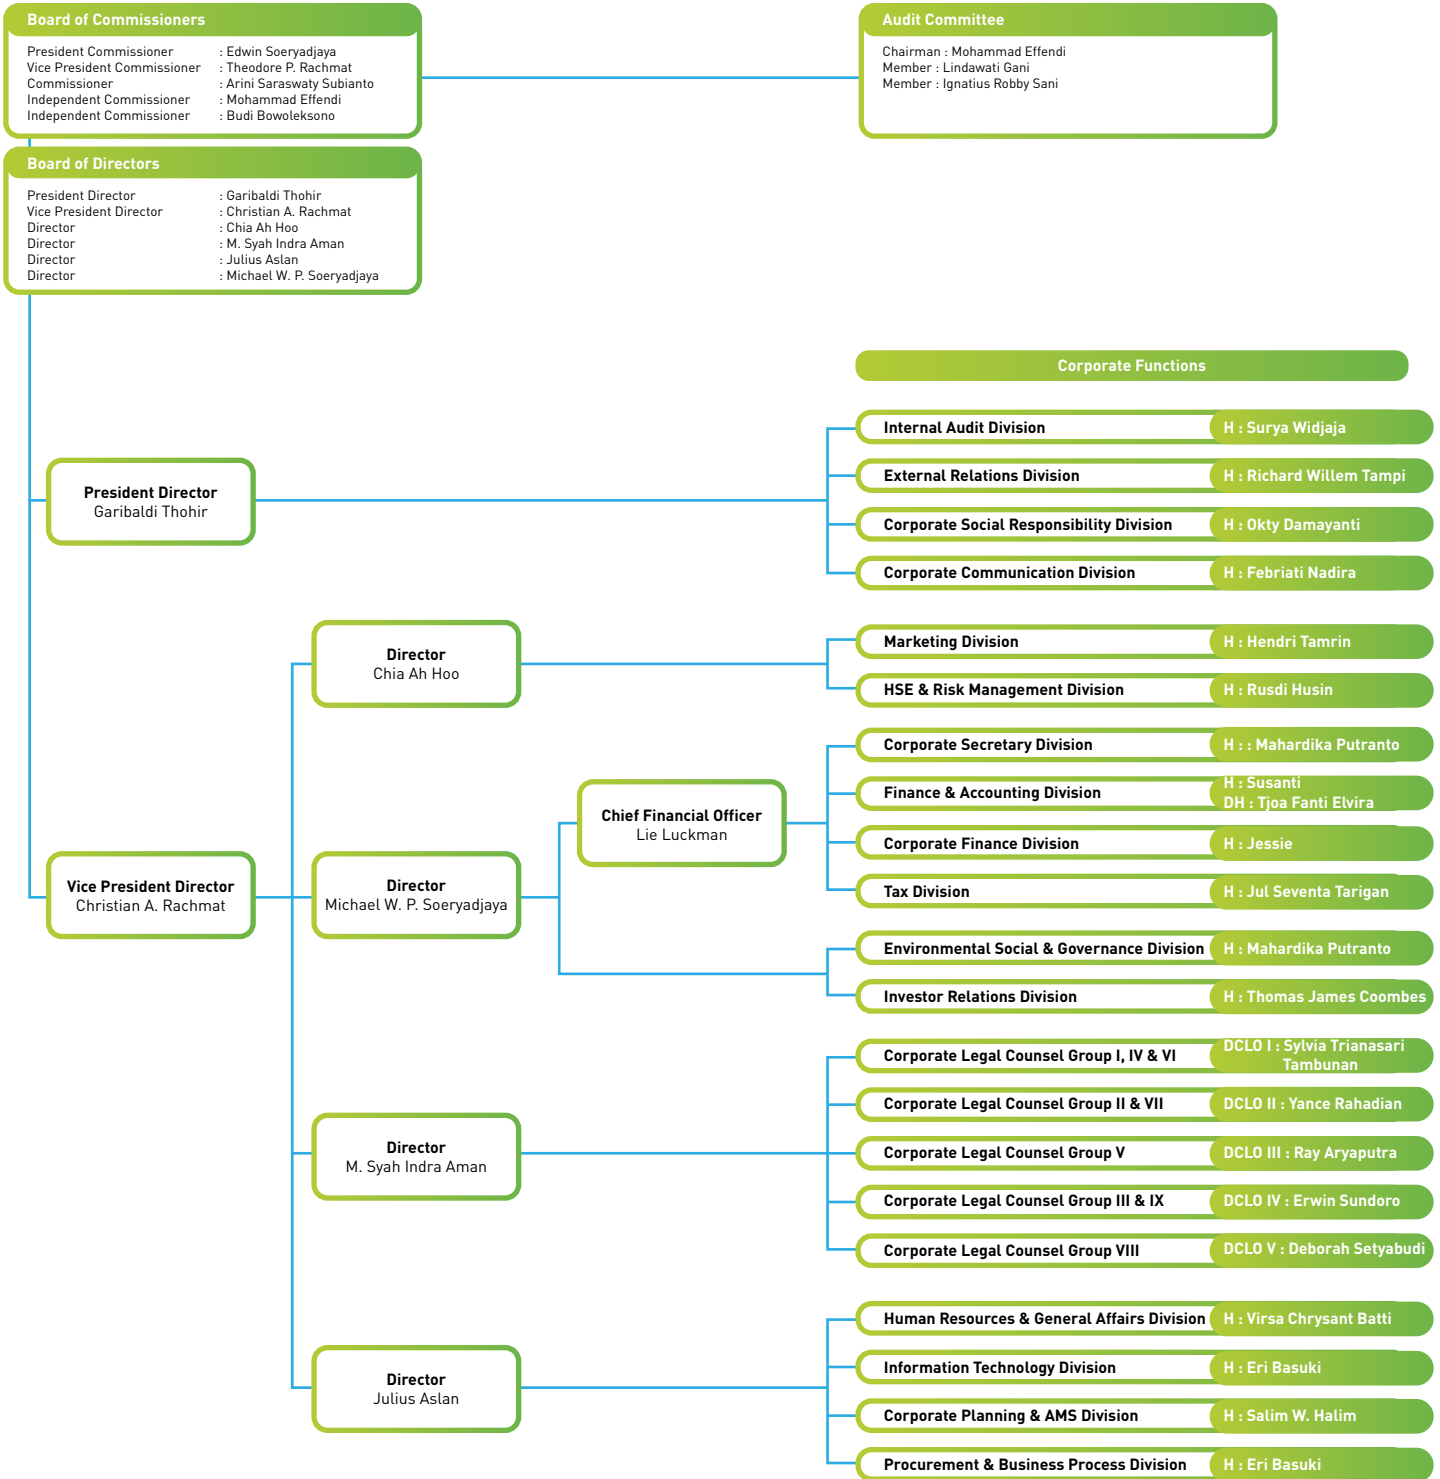 Board of Commissioners
President Commissioner : Edwin Soeryadjaya
Vice President Commissioner : Theodore P. Rachmat
Commissioner : Arini Saraswaty Subianto
Independent Commissioner : Mohammad Effendi
Independent Commissioner : Budi Bowoleksono
Audit Committee
Chairman : Mohammad Effendi
Member : Lindawati Gani
Member : Ignatius Robby Sani
Board of Directors
President Director : Garibaldi Thohir
Vice President Director : Christian A. Rachmat
Director : Chia Ah Hoo
Director : M. Syah Indra Aman
Director : Julius Aslan
Director : Michael W. P. Soeryadjaya
Corporate Functions
President Director
Garibaldi Thohir
Internal Audit Division H : Surya Widjaja
External Relations Division H : Richard Willem Tampi
Corporate Social Responsibility Division H : Okty Damayanti
Corporate Communication Division H : Febriati Nadira
Vice President Director
Christian A. Rachmat
Director
Chia Ah Hoo
Marketing Division H : Hendri Tamrin
HSE & Risk Management Division H : Rusdi Husin
Director
Michael W. P. Soeryadjaya
Chief Financial Officer
Lie Luckman
Corporate Secretary Division H : : Mahardika Putranto
Finance & Accounting Division H : Susanti
DH : Tjoa Fanti Elvira
Corporate Finance Division H : Jessie
Tax Division H : Jul Seventa Tarigan
Environmental Social & Governance Division H : Mahardika Putranto
Investor Relations Division H : Thomas James Coombes
Director
M. Syah Indra Aman
Corporate Legal Counsel Group I, IV & VI DCLO I : Sylvia Trianasari
Tambunan
Corporate Legal Counsel Group II & VII DCLO II : Yance Rahadian
Corporate Legal Counsel Group V DCLO III : Ray Aryaputra
Corporate Legal Counsel Group III & IX DCLO IV : Erwin Sundoro
Corporate Legal Counsel Group VIII DCLO V : Deborah Setyabudi
Director
Julius Aslan
Human Resources & General Affairs Division H : Virsa Chrysant Batti
Information Technology Division H : Eri Basuki
Corporate Planning & AMS Division H : Salim W. Halim
Procurement & Business Process Division H : Eri Basuki